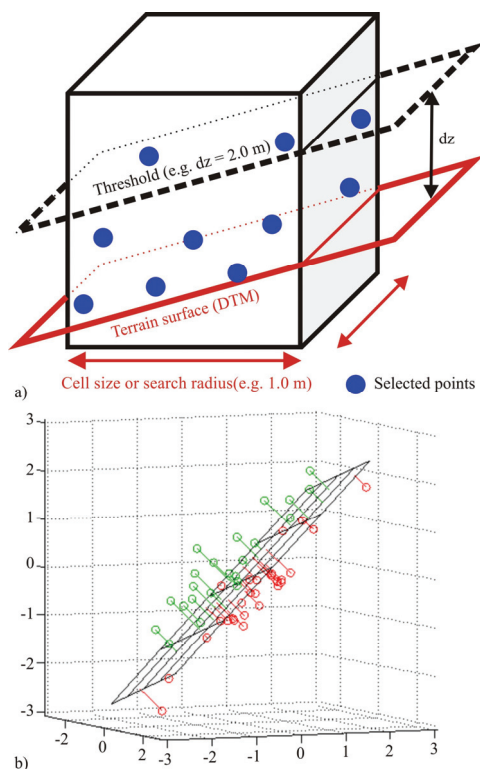 Threshold (e.g. dz = 2.0 m)
dz
Terrain surface (DTM)
Cell size or search radius(e.g. 1.0 m)
Selected points
a)
3
2
1
0
-1
-2
-3
-2
0
2
-3
-2
-1
0
1
2
3
b)